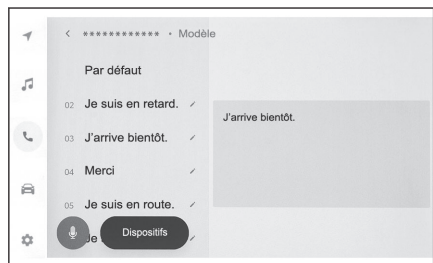 ************ • Modèle
Par défaut
02 Je suis en retard.
03 J'arrive bientôt.
04 Merci
05 Je suis en route.
Dispositifs
J'arrive bientôt.